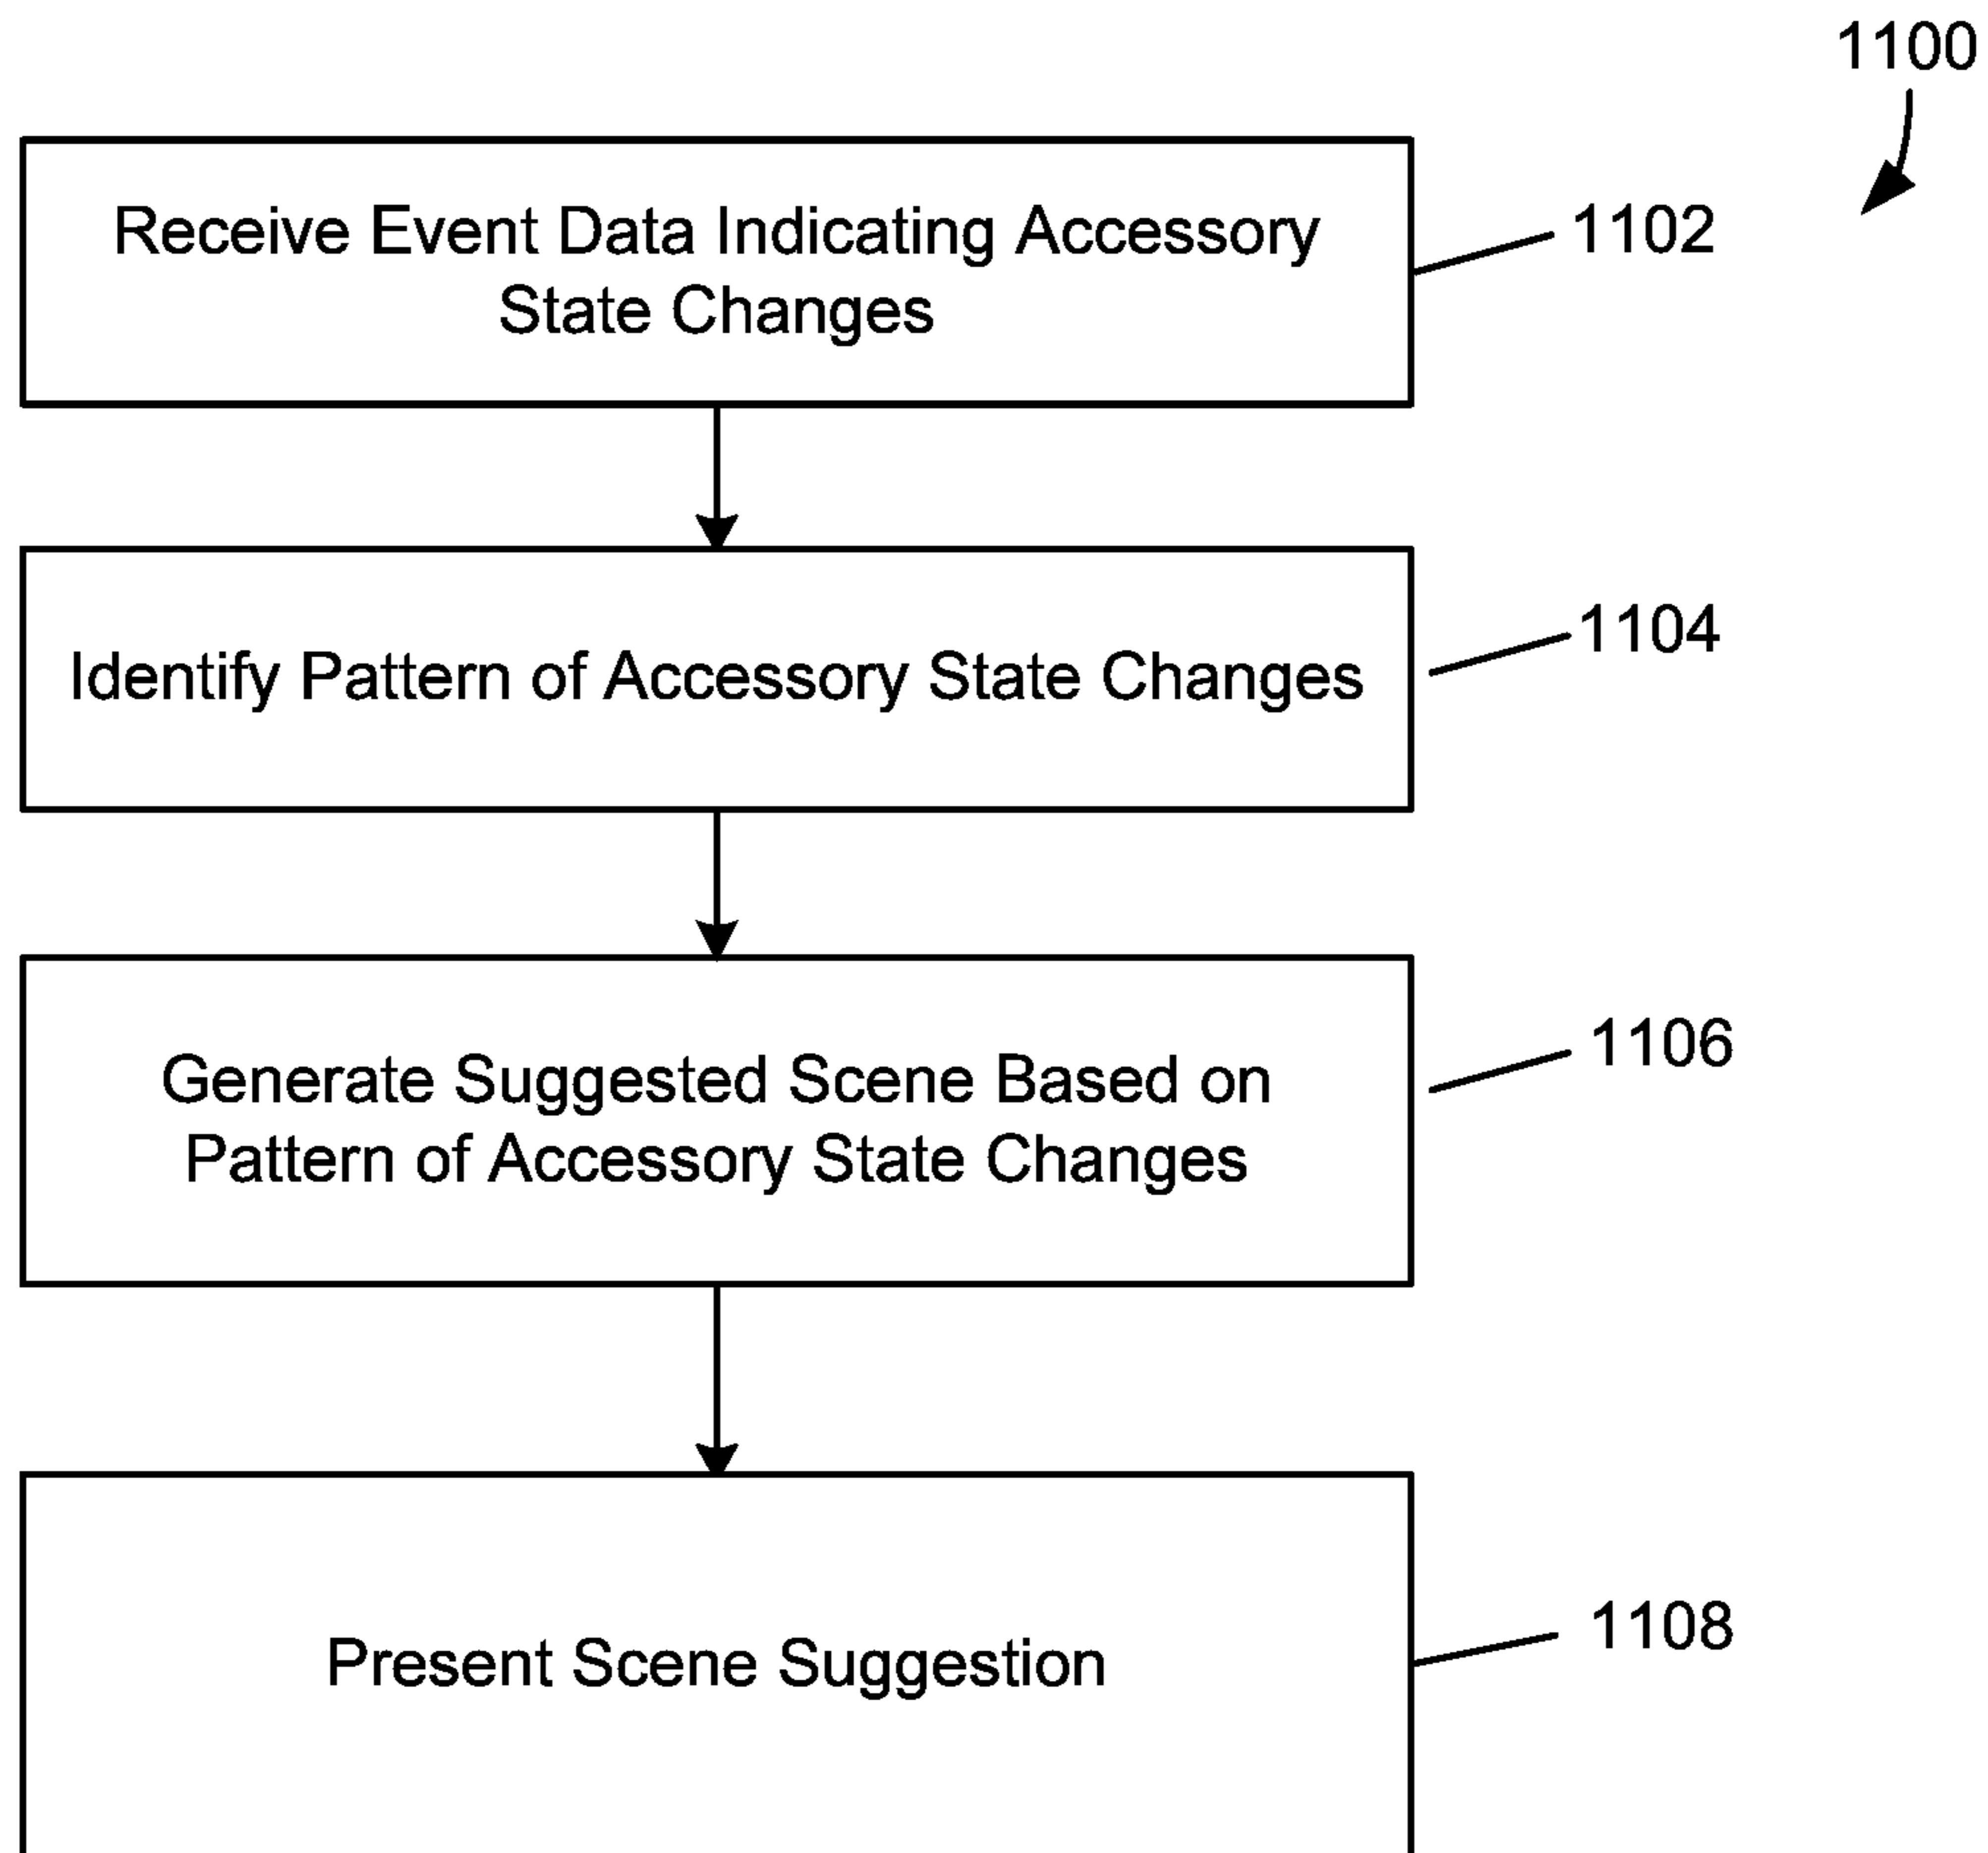 1100
Receive Event Data Indicating Accessory
State Changes
1102
Identify Pattern of Accessory State Changes
1104
Generate Suggested Scene Based on
Pattern of Accessory State Changes
1106
Present Scene Suggestion
1108